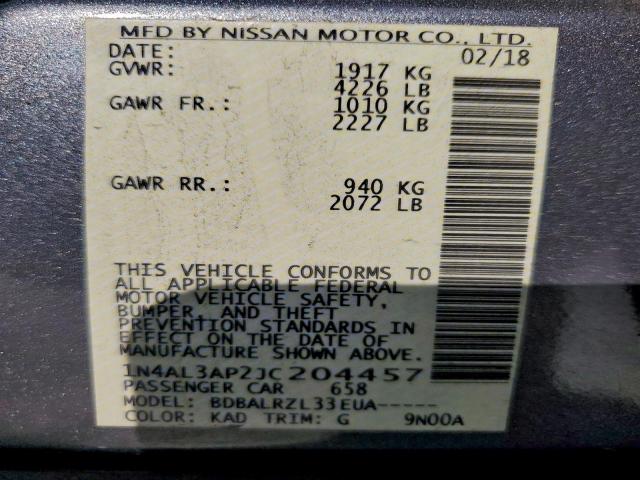 MFD BY NISSAN MOTOR CO., LTD.
DATE: 02/18
GVWR: 1917 KG
4226 LB
GAWR FR.: 1010 KG
2227 LB
GAWR RR.: 940 KG
2072 LB
THIS VEHICLE CONFORMS TO
ALL APPLICABLE FEDERAL
MOTOR VEHICLE SAFETY,
BUMPER, AND THEFT
PREVENTION STANDARDS IN
EFFECT ON THE DATE OF
MANUFACTURE SHOWN ABOVE.
1N4AL3AP2JC204457
PASSENGER CAR 658
MODEL: BDBALRZL33EUA-----
COLOR: KAD TRIM: G 9N00A